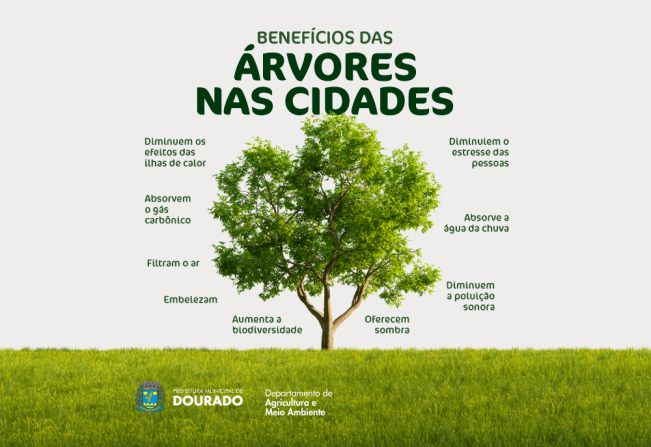 BENEFÍCIOS DAS
ÁRVORES
NAS CIDADES
Diminuem os
efeitos das
ilhas de calor
Absorvem
o gás
carbônico
Filtram o ar
Embelezam
Aumenta a
biodiversidade
Oferecem
sombra
Diminuem
a poluição
sonora
Absorve a
água da chuva
Diminuiem o
estresse das
pessoas
PREFEITURA MUNICIPAL DE
DOURADO
Departamento de
Agricultura e
Meio Ambiente